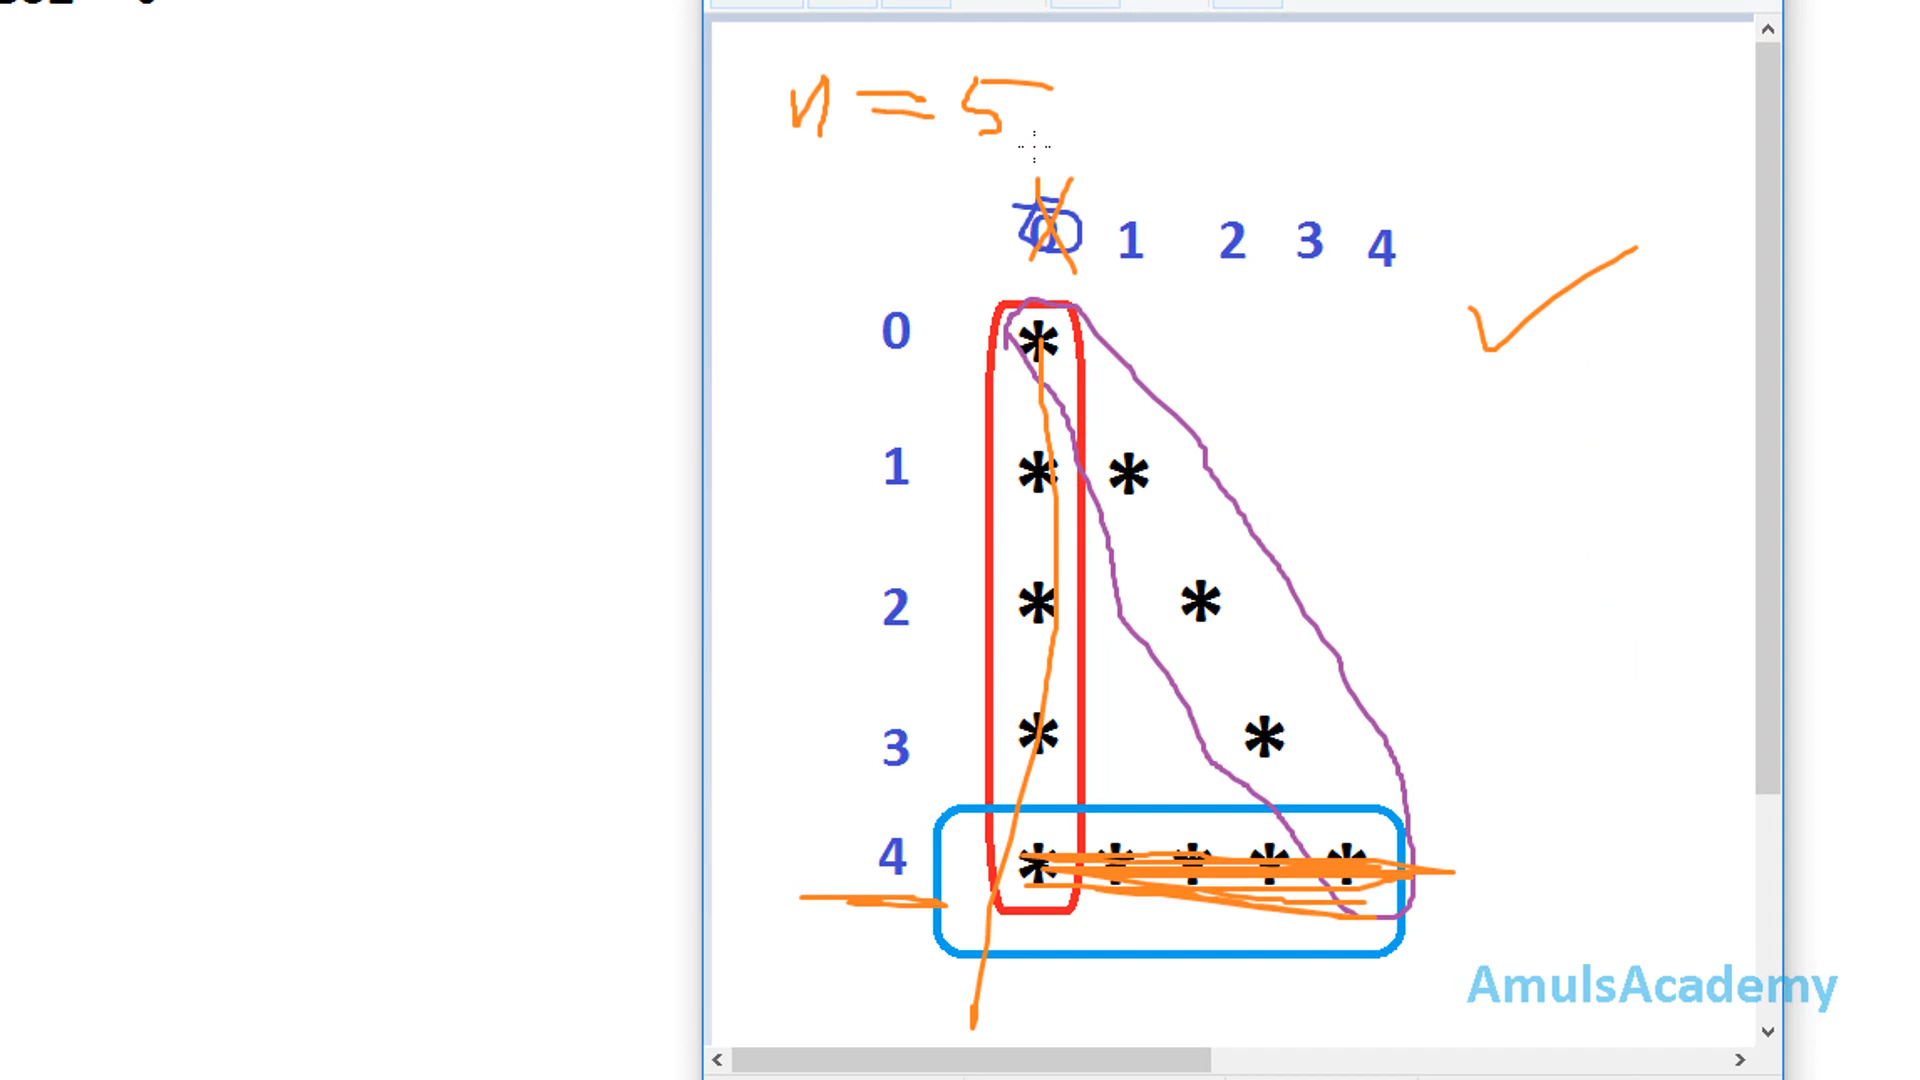 n = 5
0 1 2 3 4
0 *
1 * *
2 * *
3 * *
4 * * * * *
AmulsAcademy